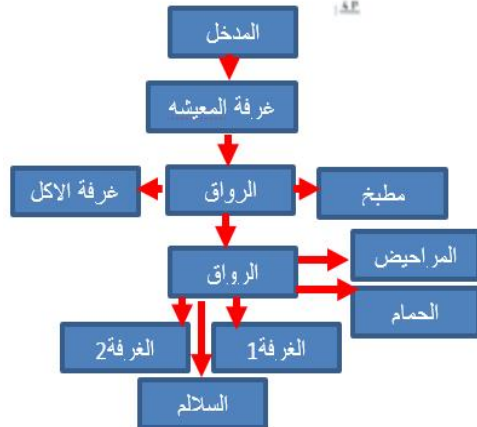 المدخل
غرفة المعيشه
الرواق
مطبخ
غرفة الاكل
الرواق
المراحيض
الحمام
الغرفة1
الغرفة2
السلالم